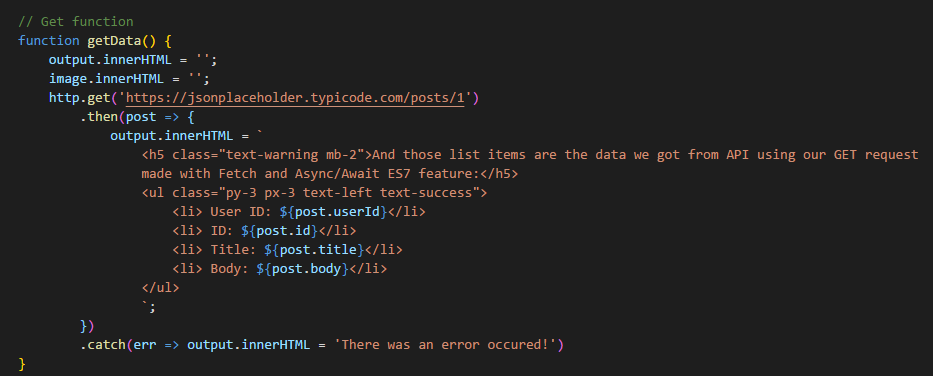 // Get function
function getData() {
    output.innerHTML = '';
    image.innerHTML = '';
    http.get('https://jsonplaceholder.typicode.com/posts/1')
        .then(post => {
            output.innerHTML = `
                <h5 class="text-warning mb-2">And those list items are the data we got from API using our GET request
                made with Fetch and Async/Await ES7 feature:</h5>
                <ul class="py-3 px-3 text-left text-success">
                    <li> User ID: ${post.userId}</li>
                    <li> ID: ${post.id}</li>
                    <li> Title: ${post.title}</li>
                    <li> Body: ${post.body}</li>
                </ul>
                `;
        })
        .catch(err => output.innerHTML = 'There was an error occured!')
}